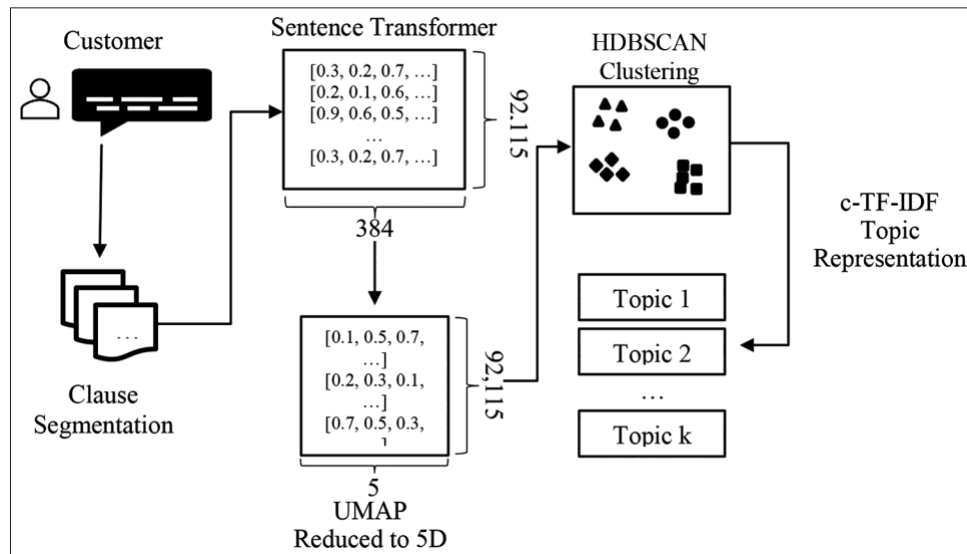 Customer
Clause
Segmentation
Sentence Transformer
[0.3, 0.2, 0.7, …]
[0.2, 0.1, 0.6, …]
[0.9, 0.6, 0.5, …]
…
[0.3, 0.2, 0.7, …]
92.115
384
[0.1, 0.5, 0.7,
…]
[0.2, 0.3, 0.1,
…]
[0.7, 0.5, 0.3,
]
92,115
5
UMAP
Reduced to 5D
HDBSCAN
Clustering
c-TF-IDF
Topic
Representation
Topic 1
Topic 2
…
Topic k
…